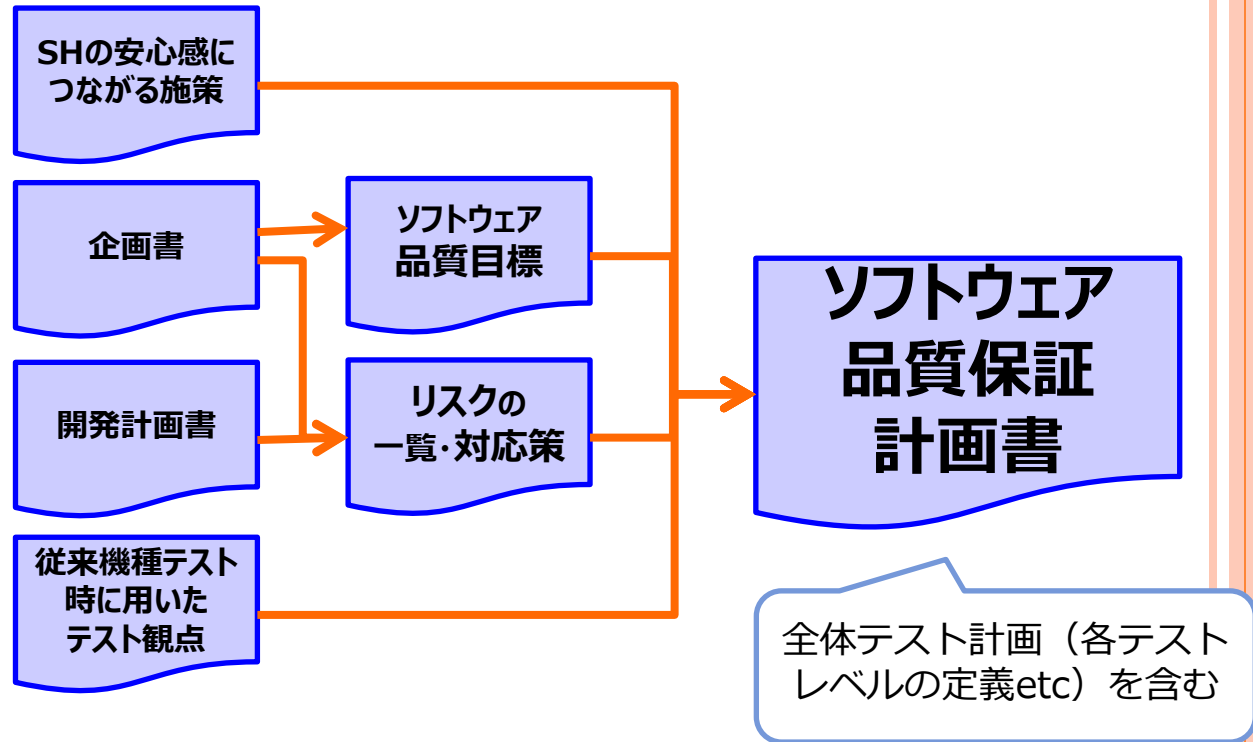 SHの安心感に
つながる施策
企画書
開発計画書
従来機種テスト
時に用いた
テスト観点
ソフトウェア
品質目標
リスクの
一覧・対応策
ソフトウェア
品質保証
計画書
全体テスト計画（各テスト
レベルの定義etc）を含む